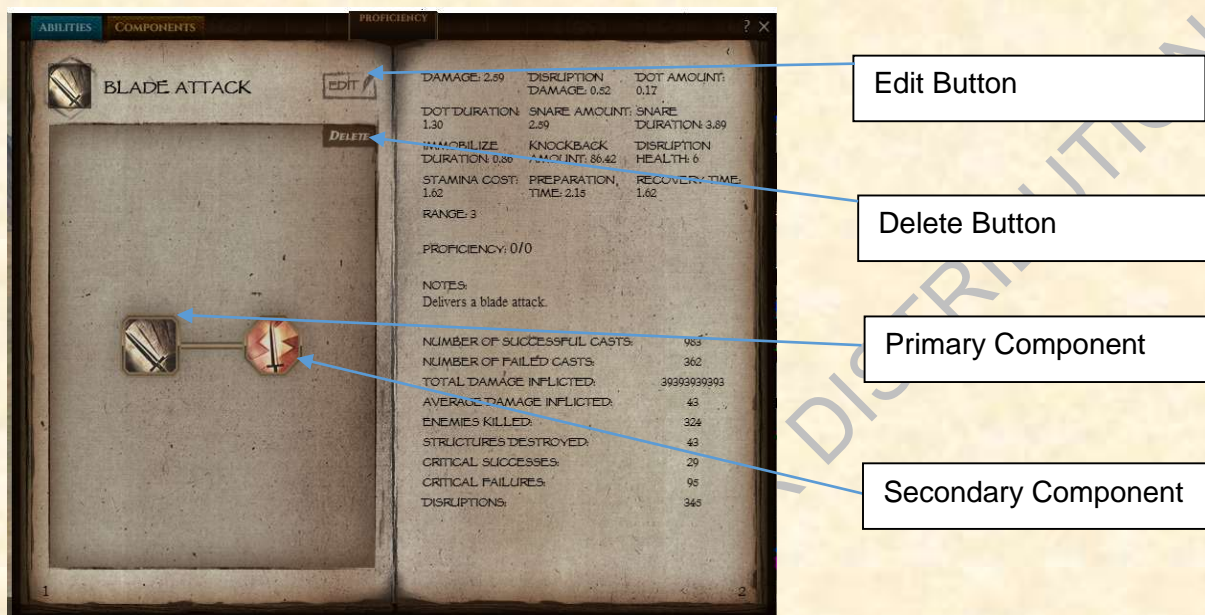 ABILITIES COMPONENTS PROFICIENCY ? ×
BLADE ATTACK EDIT
DELETE
1
DAMAGE: 2.59 DISRUPTION DAMAGE: 0.52 DOT AMOUNT: 0.17
DOT DURATION: 1.30 SNARE AMOUNT: 2.59 SNARE DURATION: 3.89
IMMOBILIZE DURATION: 0.86 KNOCKBACK AMOUNT: 86.42 DISRUPTION HEALTH: 6
STAMINA COST: 1.62 PREPARATION TIME: 2.15 RECOVERY TIME: 1.62
RANGE: 3
PROFICIENCY: 0/0
NOTES:
Delivers a blade attack.
NUMBER OF SUCCESSFUL CASTS: 983
NUMBER OF FAILED CASTS: 362
TOTAL DAMAGE INFLICTED: 39393939393
AVERAGE DAMAGE INFLICTED: 43
ENEMIES KILLED: 324
STRUCTURES DESTROYED: 43
CRITICAL SUCCESSES: 29
CRITICAL FAILURES: 95
DISRUPTIONS: 345
2
Edit Button
Delete Button
Primary Component
Secondary Component